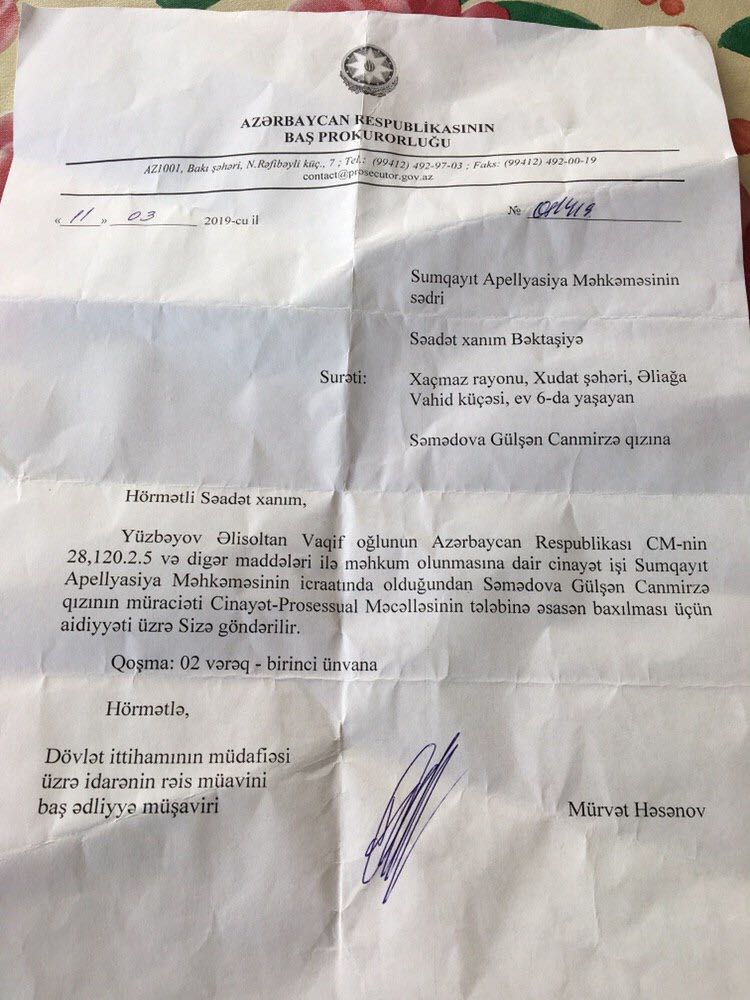 AZƏRBAYCAN RESPUBLİKASININ
BAŞ PROKURORLUĞU
AZ1001, Bakı şəhəri, N.Rəfibəyli küç., 7 ; Tel.: (99412) 492-97-03 ; Faks: (99412) 492-00-19
contact@prosecutor.gov.az
« 11 » 03 2019-cu il
№
Sumqayıt Apellyasiya Məhkəməsinin
sədri
Səadət xanım Bəktaşiyə
Surəti: Xaçmaz rayonu, Xudat şəhəri, Əliağa
Vahid küçəsi, ev 6-da yaşayan
Səmədova Gülşən Canmirzə qızına
Hörmətli Səadət xanım,
Yüzbəyov Əlisoltan Vaqif oğlunun Azərbaycan Respublikası CM-nin
28,120.2.5 və digər maddələri ilə məhkum olunmasına dair cinayət işi Sumqayıt
Apellyasiya Məhkəməsinin icraatında olduğundan Səmədova Gülşən Canmirzə
qızının müraciəti Cinayət-Prosessual Məcəlləsinin tələbinə əsasən baxılması üçün
aidiyyəti üzrə Sizə göndərilir.
Qoşma: 02 vərəq - birinci ünvana
Hörmətlə,
Dövlət ittihamının müdafiəsi
üzrə idarənin rəis müavini
baş ədliyyə müşaviri Mürvət Həsənov